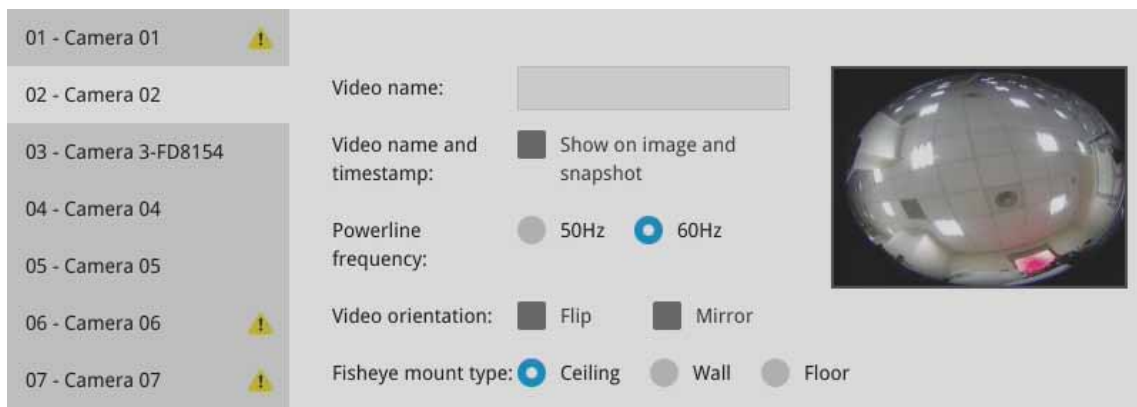 01 - Camera 01
02 - Camera 02
03 - Camera 3-FD8154
04 - Camera 04
05 - Camera 05
06 - Camera 06
07 - Camera 07
Video name:
Video name and
timestamp:
Show on image and
snapshot
Powerline
frequency:
50Hz
60Hz
Video orientation:
Flip
Mirror
Fisheye mount type:
Ceiling
Wall
Floor